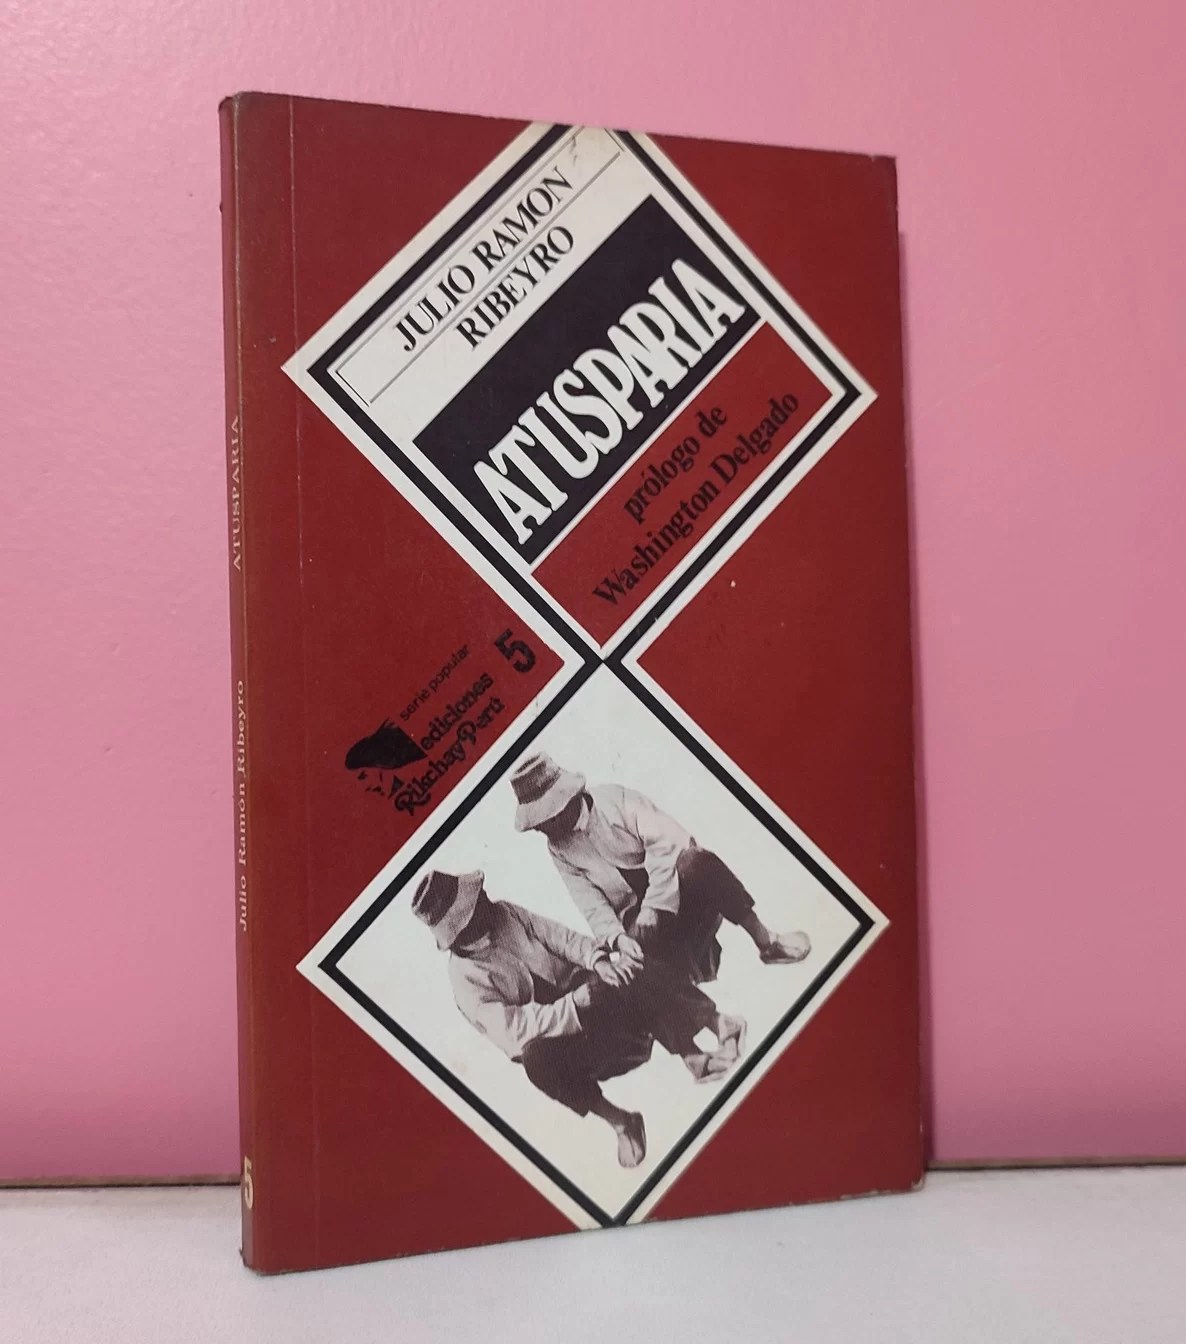 JULIO RAMON
RIBEYRO
ATUSPARIA
prólogo de
Washington Delgado
serie popular
ediciones
Rikchay Perú
5
ATUSPARIA
Julio Ramón Ribeyro
5